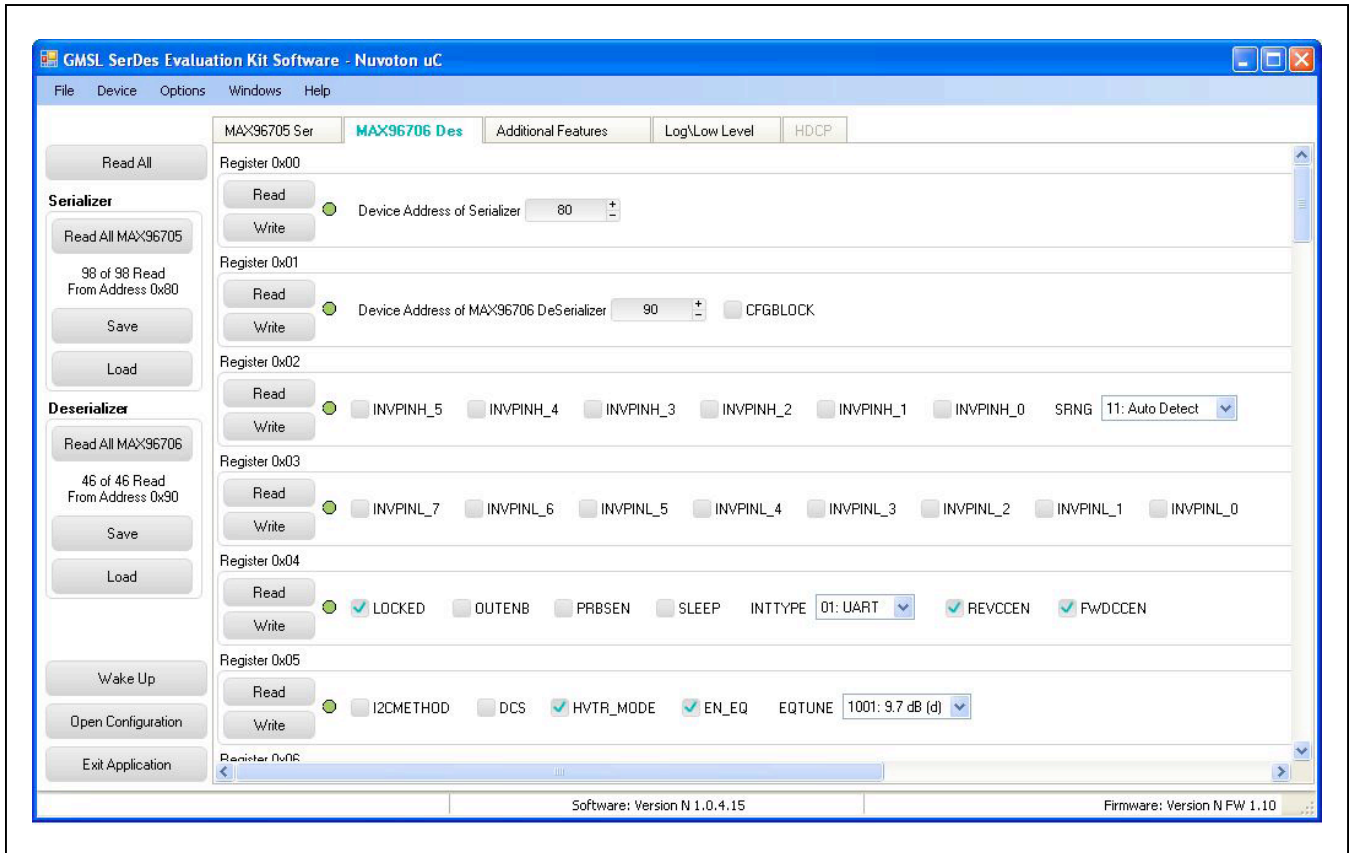 GMSL SerDes Evaluation Kit Software - Nuvoton uC
File Device Options Windows Help
MAX96705 Ser MAX96706 Des Additional Features Log\Low Level HDCP
Read All
Serializer
Read All MAX96705
98 of 98 Read
From Address 0x80
Save
Load
Deserializer
Read All MAX96706
46 of 46 Read
From Address 0x90
Save
Load
Wake Up
Open Configuration
Exit Application
Register 0x00
Read
Write
Device Address of Serializer 80 + -
Register 0x01
Read
Write
Device Address of MAX96706 DeSerializer 90 + - CFGBLOCK
Register 0x02
Read
Write
INVPINH_5 INVPINH_4 INVPINH_3 INVPINH_2 INVPINH_1 INVPINH_0 SRNG 11: Auto Detect
Register 0x03
Read
Write
INVPINL_7 INVPINL_6 INVPINL_5 INVPINL_4 INVPINL_3 INVPINL_2 INVPINL_1 INVPINL_0
Register 0x04
Read
Write
LOCKED OUTENB PRBSEN SLEEP INTTYPE 01: UART REVCCEN FWDCCEN
Register 0x05
Read
Write
I2CMETHOD DCS HVTR_MODE EN_EQ EQTUNE 1001: 9.7 dB (d)
Register 0x06
Software: Version N 1.0.4.15
Firmware: Version N FW 1.10